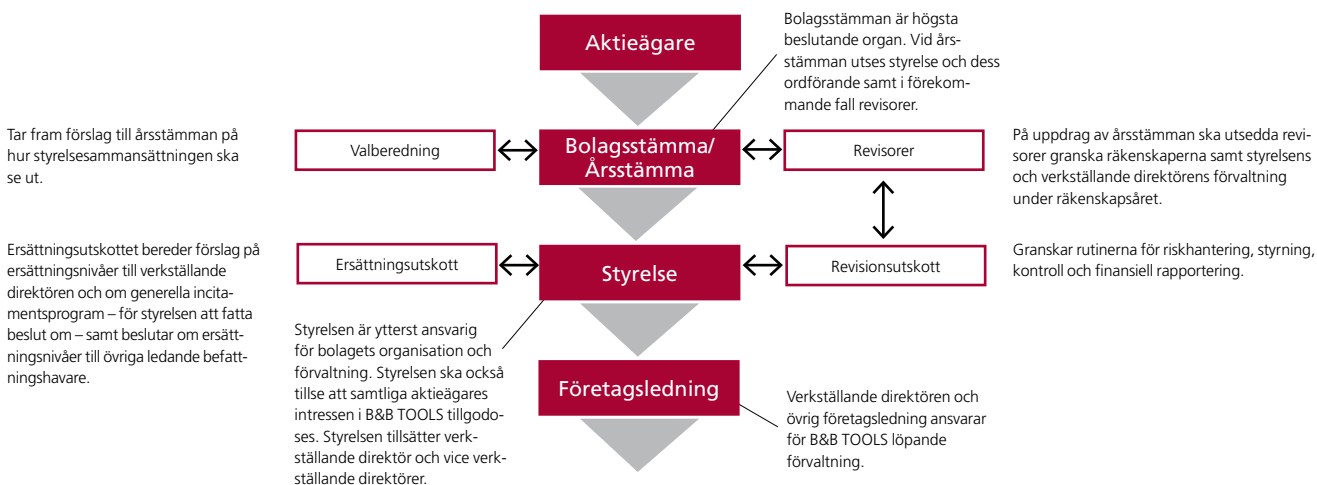 Aktieägare
Bolagsstämman är högsta
beslutande organ. Vid års-
stämman utses styrelse och dess
ordförande samt i förekom-
mande fall revisorer.
Tar fram förslag till årsstämman på
hur styrelsesammansättningen ska
se ut.
Valberedning
Bolagsstämma/
Årsstämma
Revisorer
På uppdrag av årsstämman ska utsedda revi-
sorer granska räkenskaperna samt styrelsens
och verkställande direktörens förvaltning
under räkenskapsåret.
Ersättningsutskottet bereder förslag på
ersättningsnivåer till verkställande
direktören och om generella incita-
mentsprogram – för styrelsen att fatta
beslut om – samt beslutar om ersätt-
ningsnivåer till övriga ledande befatt-
ningshavare.
Ersättningsutskott
Styrelse
Revisionsutskott
Granskar rutinerna för riskhantering, styrning,
kontroll och finansiell rapportering.
Styrelsen är ytterst ansvarig
för bolagets organisation och
förvaltning. Styrelsen ska också
tillse att samtliga aktieägares
intressen i B&B TOOLS tillgodo-
ses. Styrelsen tillsätter verk-
ställande direktör och vice verk-
ställande direktörer.
Företagsledning
Verkställande direktören och
övrig företagsledning ansvarar
för B&B TOOLS löpande
förvaltning.